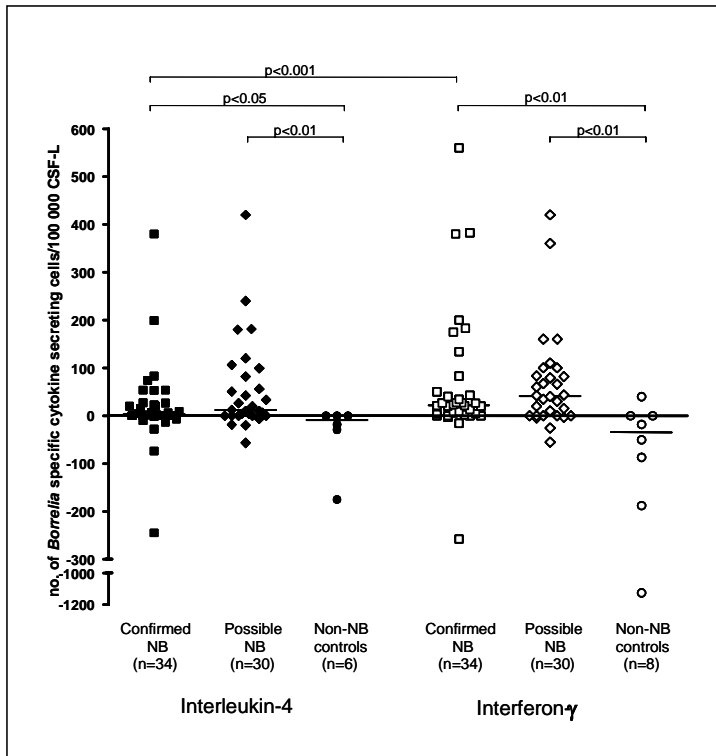 p<0.001
p<0.05
p<0.01
p<0.01
p<0.01
no. of Borrelia specific cytokine secreting cells/100 000 CSF-L
600
500
400
300
200
100
0
-100
-200
-300
-1000
-1200
Confirmed NB (n=34)
Possible NB (n=30)
Non-NB controls (n=6)
Confirmed NB (n=34)
Possible NB (n=30)
Non-NB controls (n=8)
Interleukin-4
Interferon-γ